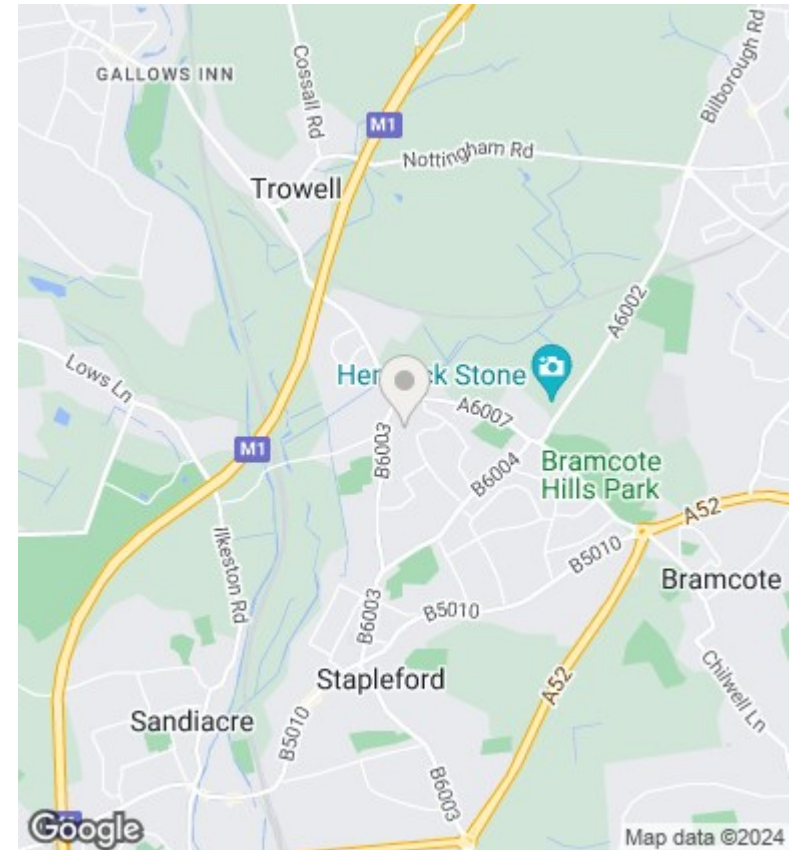 GALLOWS INN
Cossall Rd
Bilborough Rd
M1
Nottingham Rd
Trowell
A6002
Lows Ln
Stone
A6007
B6003
M1
B6004
Bramcote
Hills Park
A52
Ilkeston Rd
B5010
Bramcote
B6003
B5010
Stapleford
A52
Chilwell Ln
Sandiacre
B5010
B6003
Google
Map data ©2024